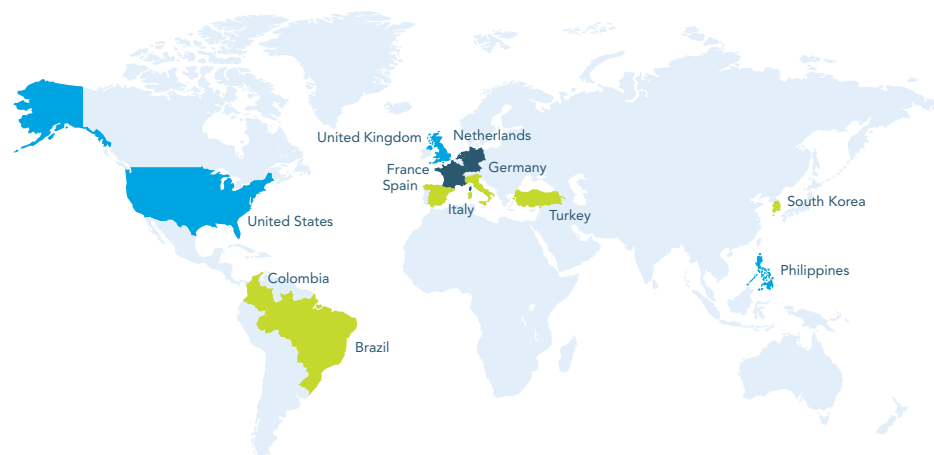 United Kingdom
Netherlands
France
Germany
Spain
Italy
Turkey
South Korea
United States
Philippines
Colombia
Brazil